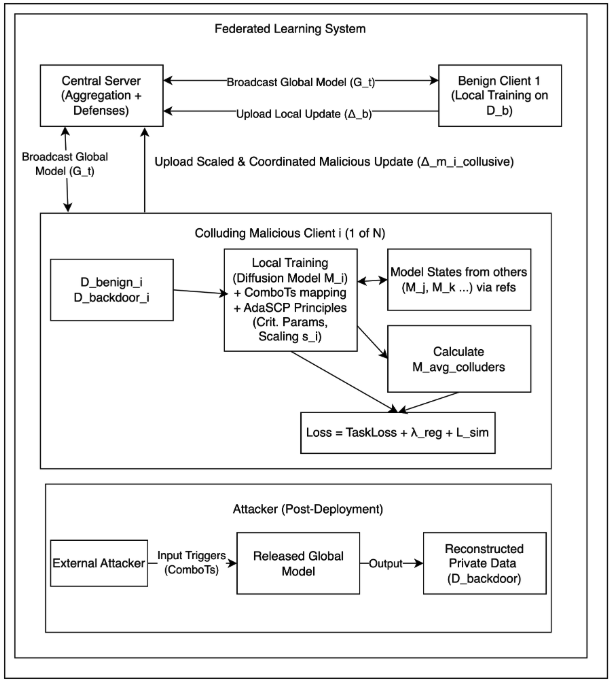 Federated Learning System
Central Server
(Aggregation +
Defenses)
Broadcast Global Model (G_t)
Upload Local Update (Δ_b)
Benign Client 1
(Local Training on
D_b)
Broadcast Global
Model (G_t)
Upload Scaled & Coordinated Malicious Update (Δ_m_i_collusive)
Colluding Malicious Client i (1 of N)
D_benign_i
D_backdoor_i
Local Training
(Diffusion Model M_i)
+ ComboTs mapping
+ AdaSCP Principles
(Crit. Params,
Scaling s_i)
Model States from others
(M_j, M_k ...) via refs
Calculate
M_avg_colluders
Loss = TaskLoss + λ_reg + L_sim
Attacker (Post-Deployment)
External Attacker
Input Triggers
(ComboTs)
Released Global
Model
Output
Reconstructed
Private Data
(D_backdoor)